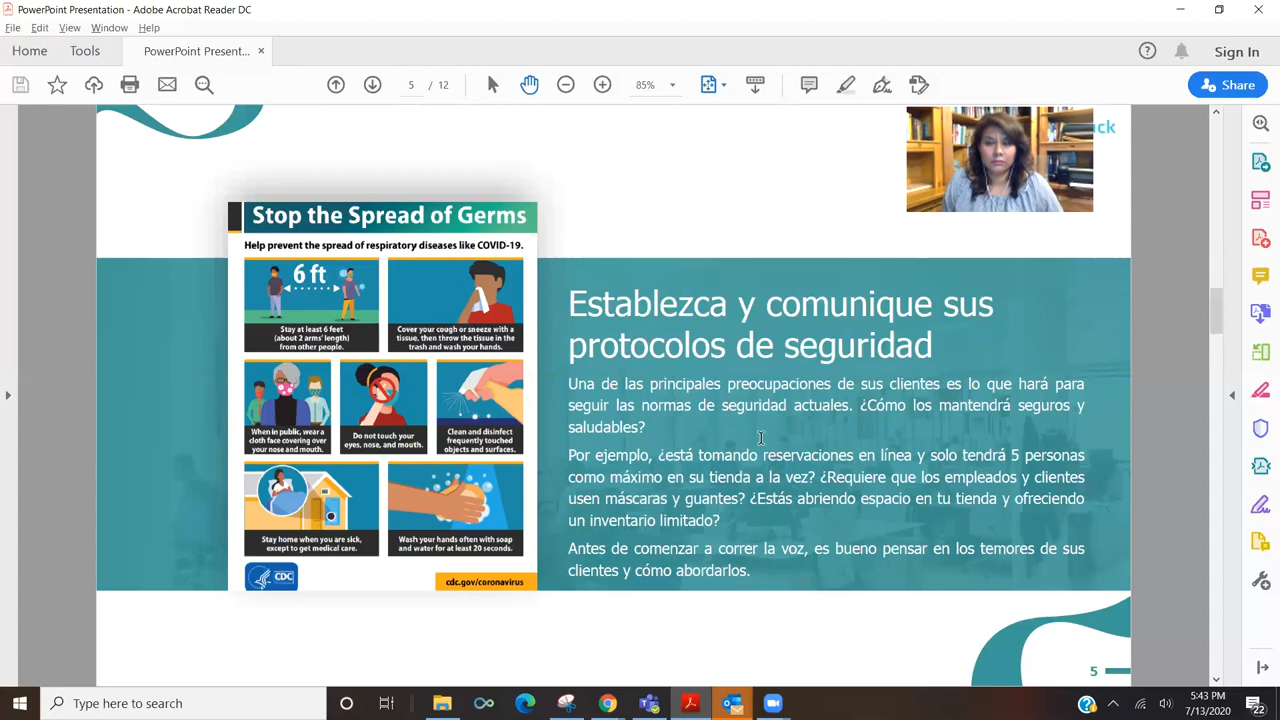 PowerPoint Presentation - Adobe Acrobat Reader DC
File Edit View Window Help
Home Tools PowerPoint Present... × Sign In
5 / 12 85% Share
ack
Stop the Spread of Germs
Help prevent the spread of respiratory diseases like COVID-19.
6 ft
Stay at least 6 feet
(about 2 arms' length)
from other people.
Cover your cough or sneeze with a
tissue, then throw the tissue in the
trash and wash your hands.
When in public, wear a
cloth face covering over
your nose and mouth.
Do not touch your
eyes, nose, and mouth.
Clean and disinfect
frequently touched
objects and surfaces.
Stay home when you are sick,
except to get medical care.
Wash your hands often with soap
and water for at least 20 seconds.
CDC
cdc.gov/coronavirus
Establezca y comunique sus
protocolos de seguridad
Una de las principales preocupaciones de sus clientes es lo que hará para
seguir las normas de seguridad actuales. ¿Cómo los mantendrá seguros y
saludables?
Por ejemplo, ¿está tomando reservaciones en línea y solo tendrá 5 personas
como máximo en su tienda a la vez? ¿Requiere que los empleados y clientes
usen máscaras y guantes? ¿Estás abriendo espacio en tu tienda y ofreciendo
un inventario limitado?
Antes de comenzar a correr la voz, es bueno pensar en los temores de sus
clientes y cómo abordarlos.
5
Type here to search
5:43 PM
7/13/2020
22